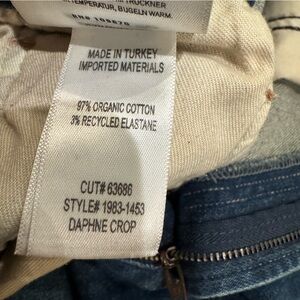 TRUCKNER
TEMPERATUR, BUGELN WARM.
MADE IN TURKEY
IMPORTED MATERIALS
97% ORGANIC COTTON
3% RECYCLED ELASTANE
CUT# 63686
STYLE# 1983-1453
DAPHNE CROP